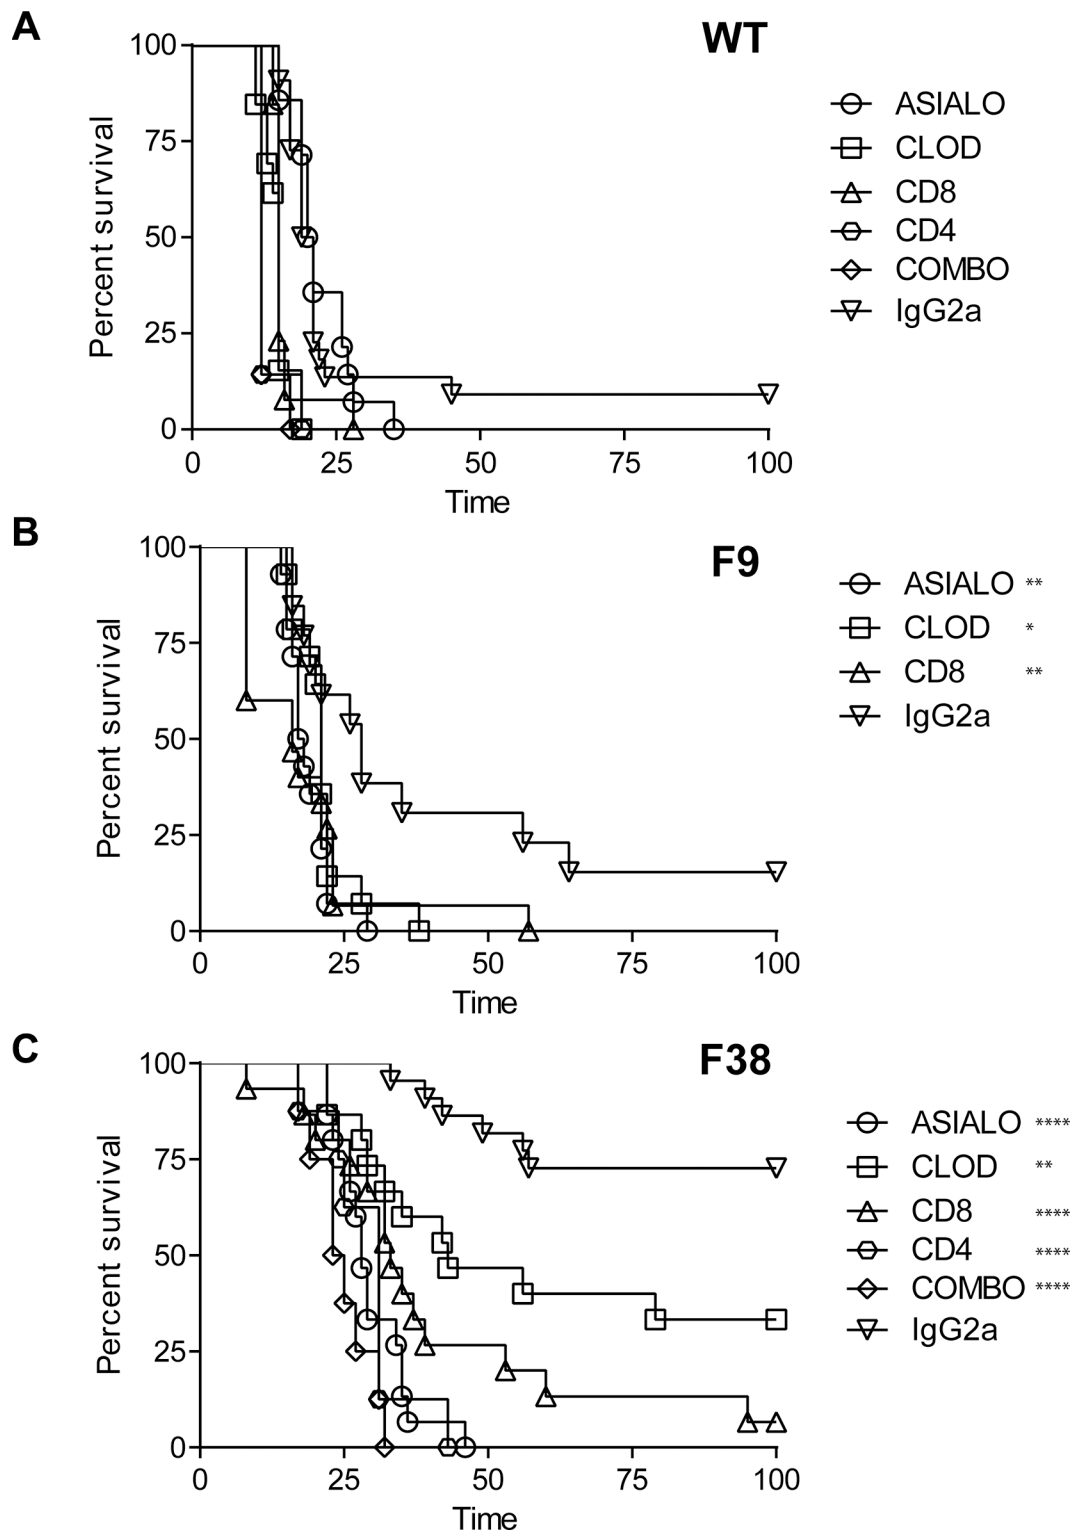 A
WT
Percent survival
100
75
50
25
0
0 25 50 75 100
Time
ASIALO
CLOD
CD8
CD4
COMBO
IgG2a
B
F9
Percent survival
100
75
50
25
0
0 25 50 75 100
Time
ASIALO **
CLOD *
CD8 **
IgG2a
C
F38
Percent survival
100
75
50
25
0
0 25 50 75 100
Time
ASIALO ****
CLOD **
CD8 ****
CD4 ****
COMBO ****
IgG2a